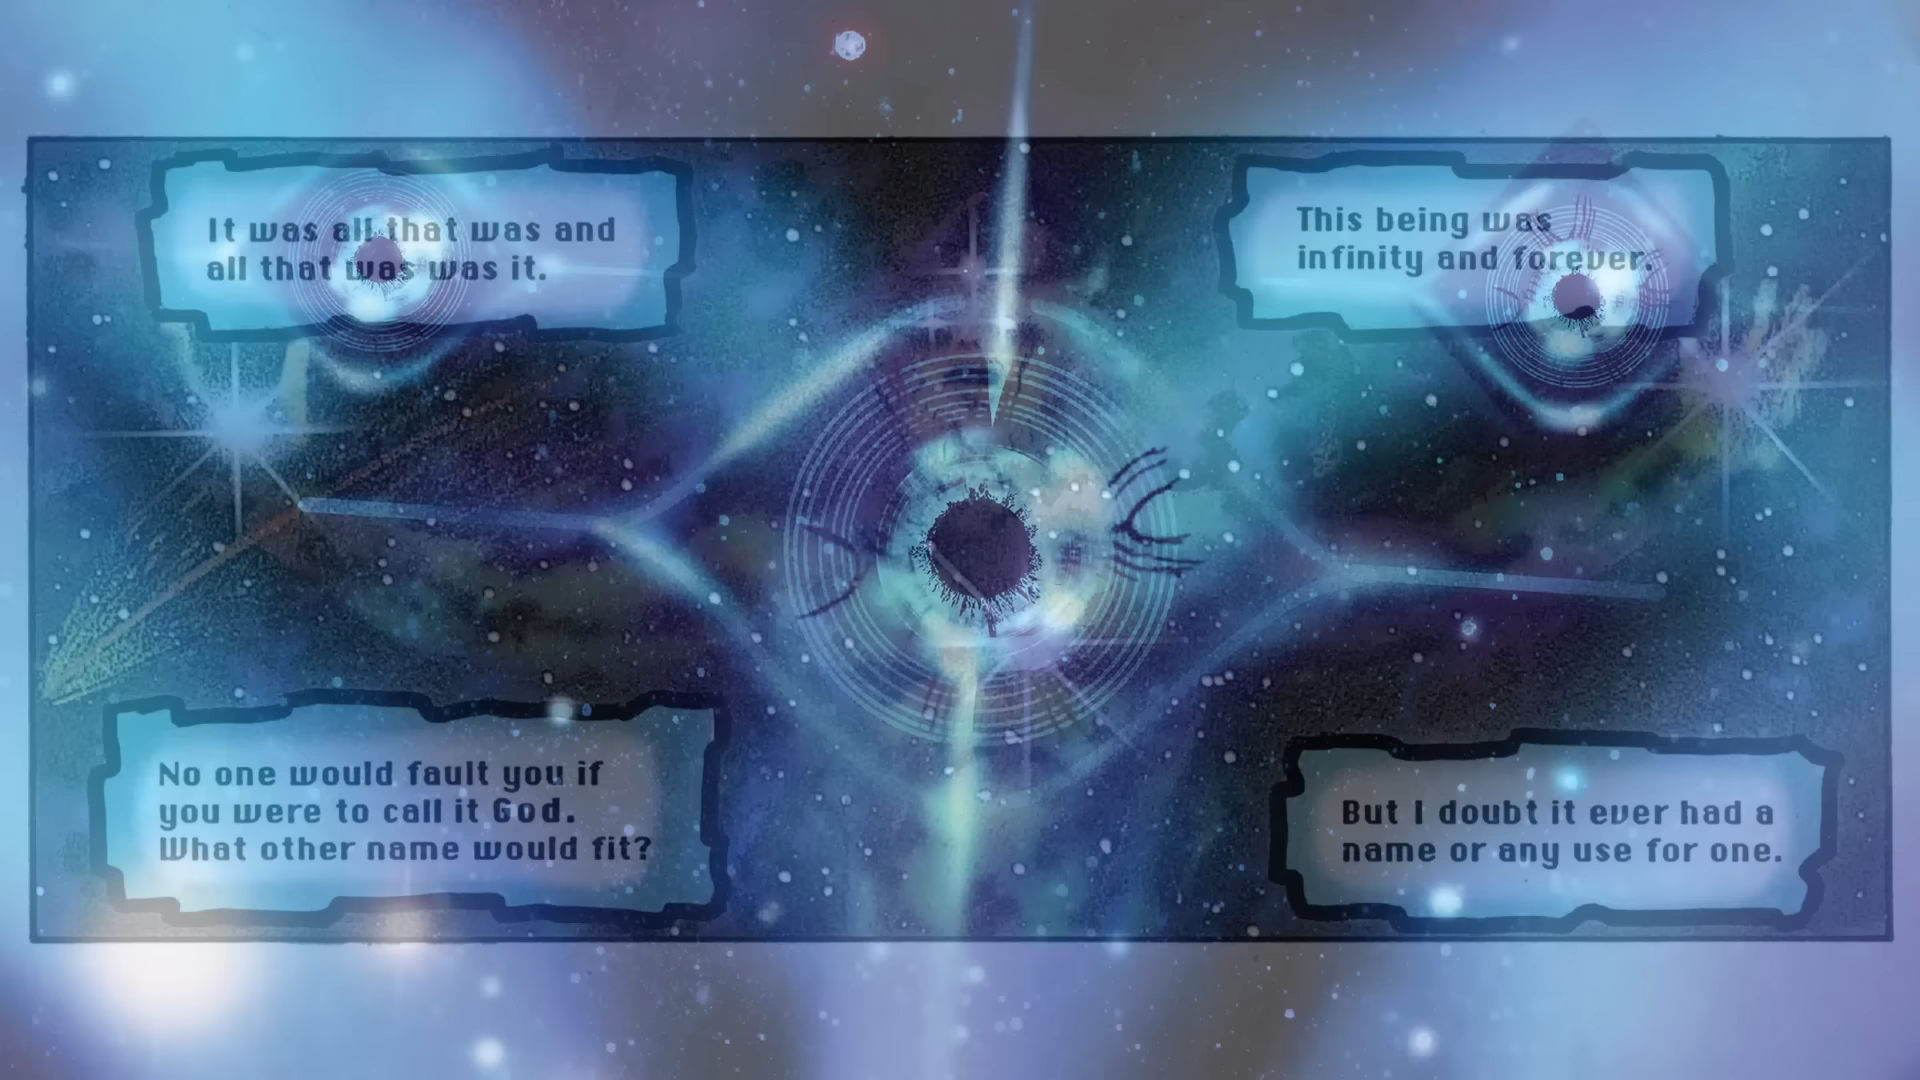 It was all that was and
all that was was it.
This being was
infinity and forever.
No one would fault you if
you were to call it God.
What other name would fit?
But I doubt it ever had a
name or any use for one.